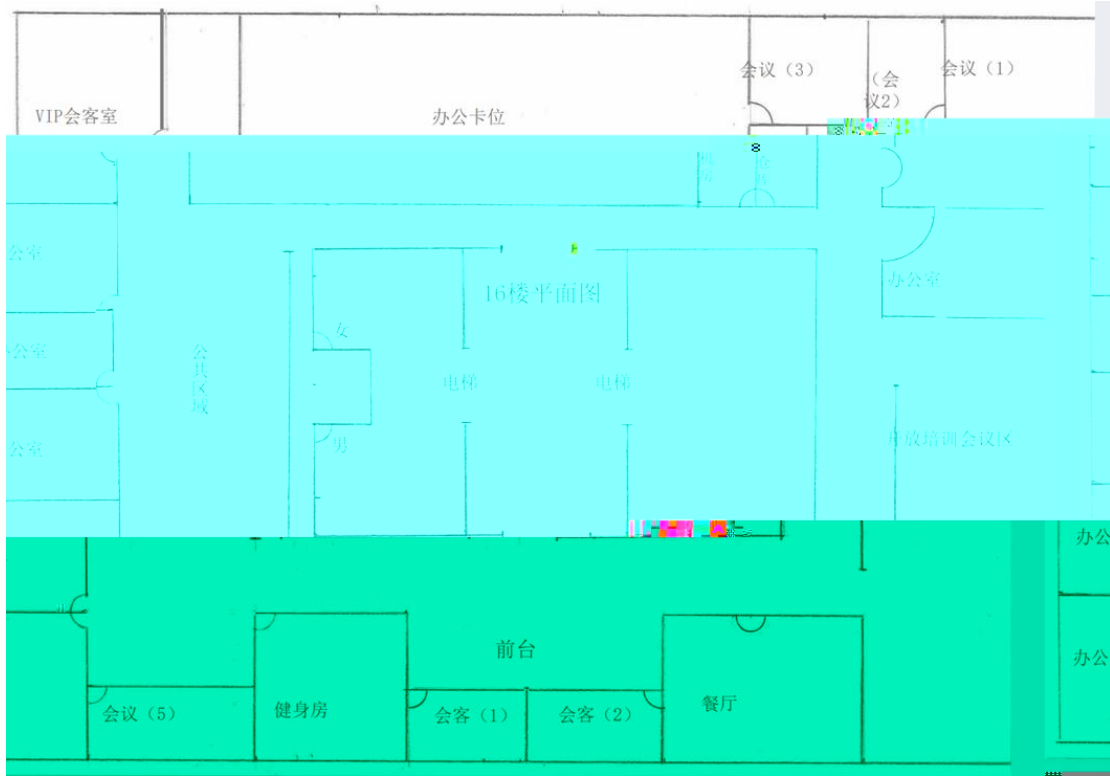 会议（3）
（会
议2）
会议（1）
VIP会客室
办公卡位
公室
16楼平面图
办公室
女
公室
公共区域
电梯
电梯
男
公室
放培训会议区
办公
前台
办公
会议（5）
健身房
会客（1）
会客（2）
餐厅